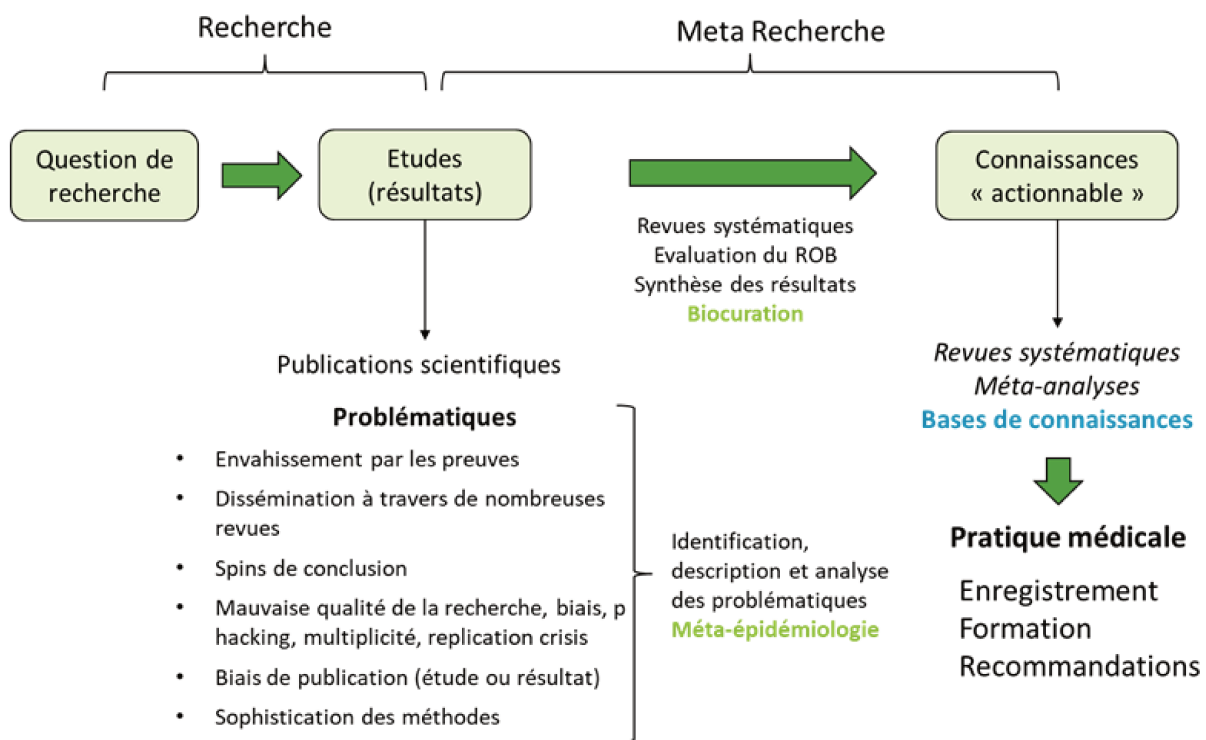 Recherche
Meta Recherche
Question de
recherche
Etudes
(résultats)
Connaissances
« actionnable »
Revues systématiques
Evaluation du ROB
Synthèse des résultats
Biocuration
Publications scientifiques
Problématiques
• Envahissement par les preuves
• Dissémination à travers de nombreuses
revues
• Spins de conclusion
• Mauvaise qualité de la recherche, biais, p
hacking, multiplicité, replication crisis
• Biais de publication (étude ou résultat)
• Sophistication des méthodes
Identification,
description et analyse
des problématiques
Méta-épidémiologie
Revues systématiques
Méta-analyses
Bases de connaissances
Pratique médicale
Enregistrement
Formation
Recommandations